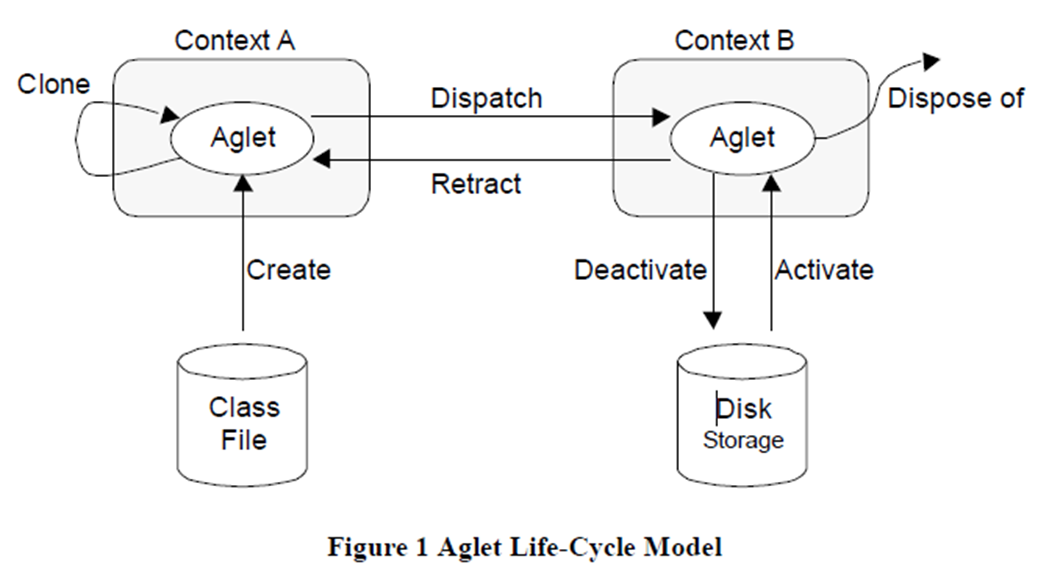 Context A
Context B
Clone
Dispatch
Dispose of
Aglet
Aglet
Retract
Create
Deactivate
Activate
Class
File
Disk
Storage
Figure 1 Aglet Life-Cycle Model